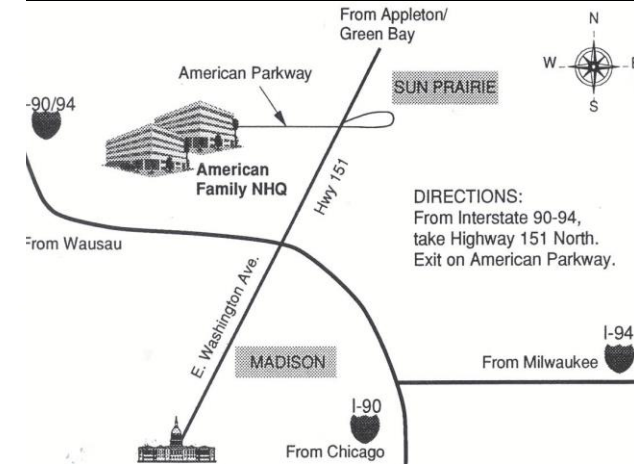 From Appleton/
Green Bay
N
W
E
S
American Parkway
SUN PRAIRIE
-90/94
American
Family NHQ
Hwy 151
DIRECTIONS:
From Interstate 90-94,
take Highway 151 North.
Exit on American Parkway.
From Wausau
E. Washington Ave.
I-94
MADISON
From Milwaukee
I-90
From Chicago